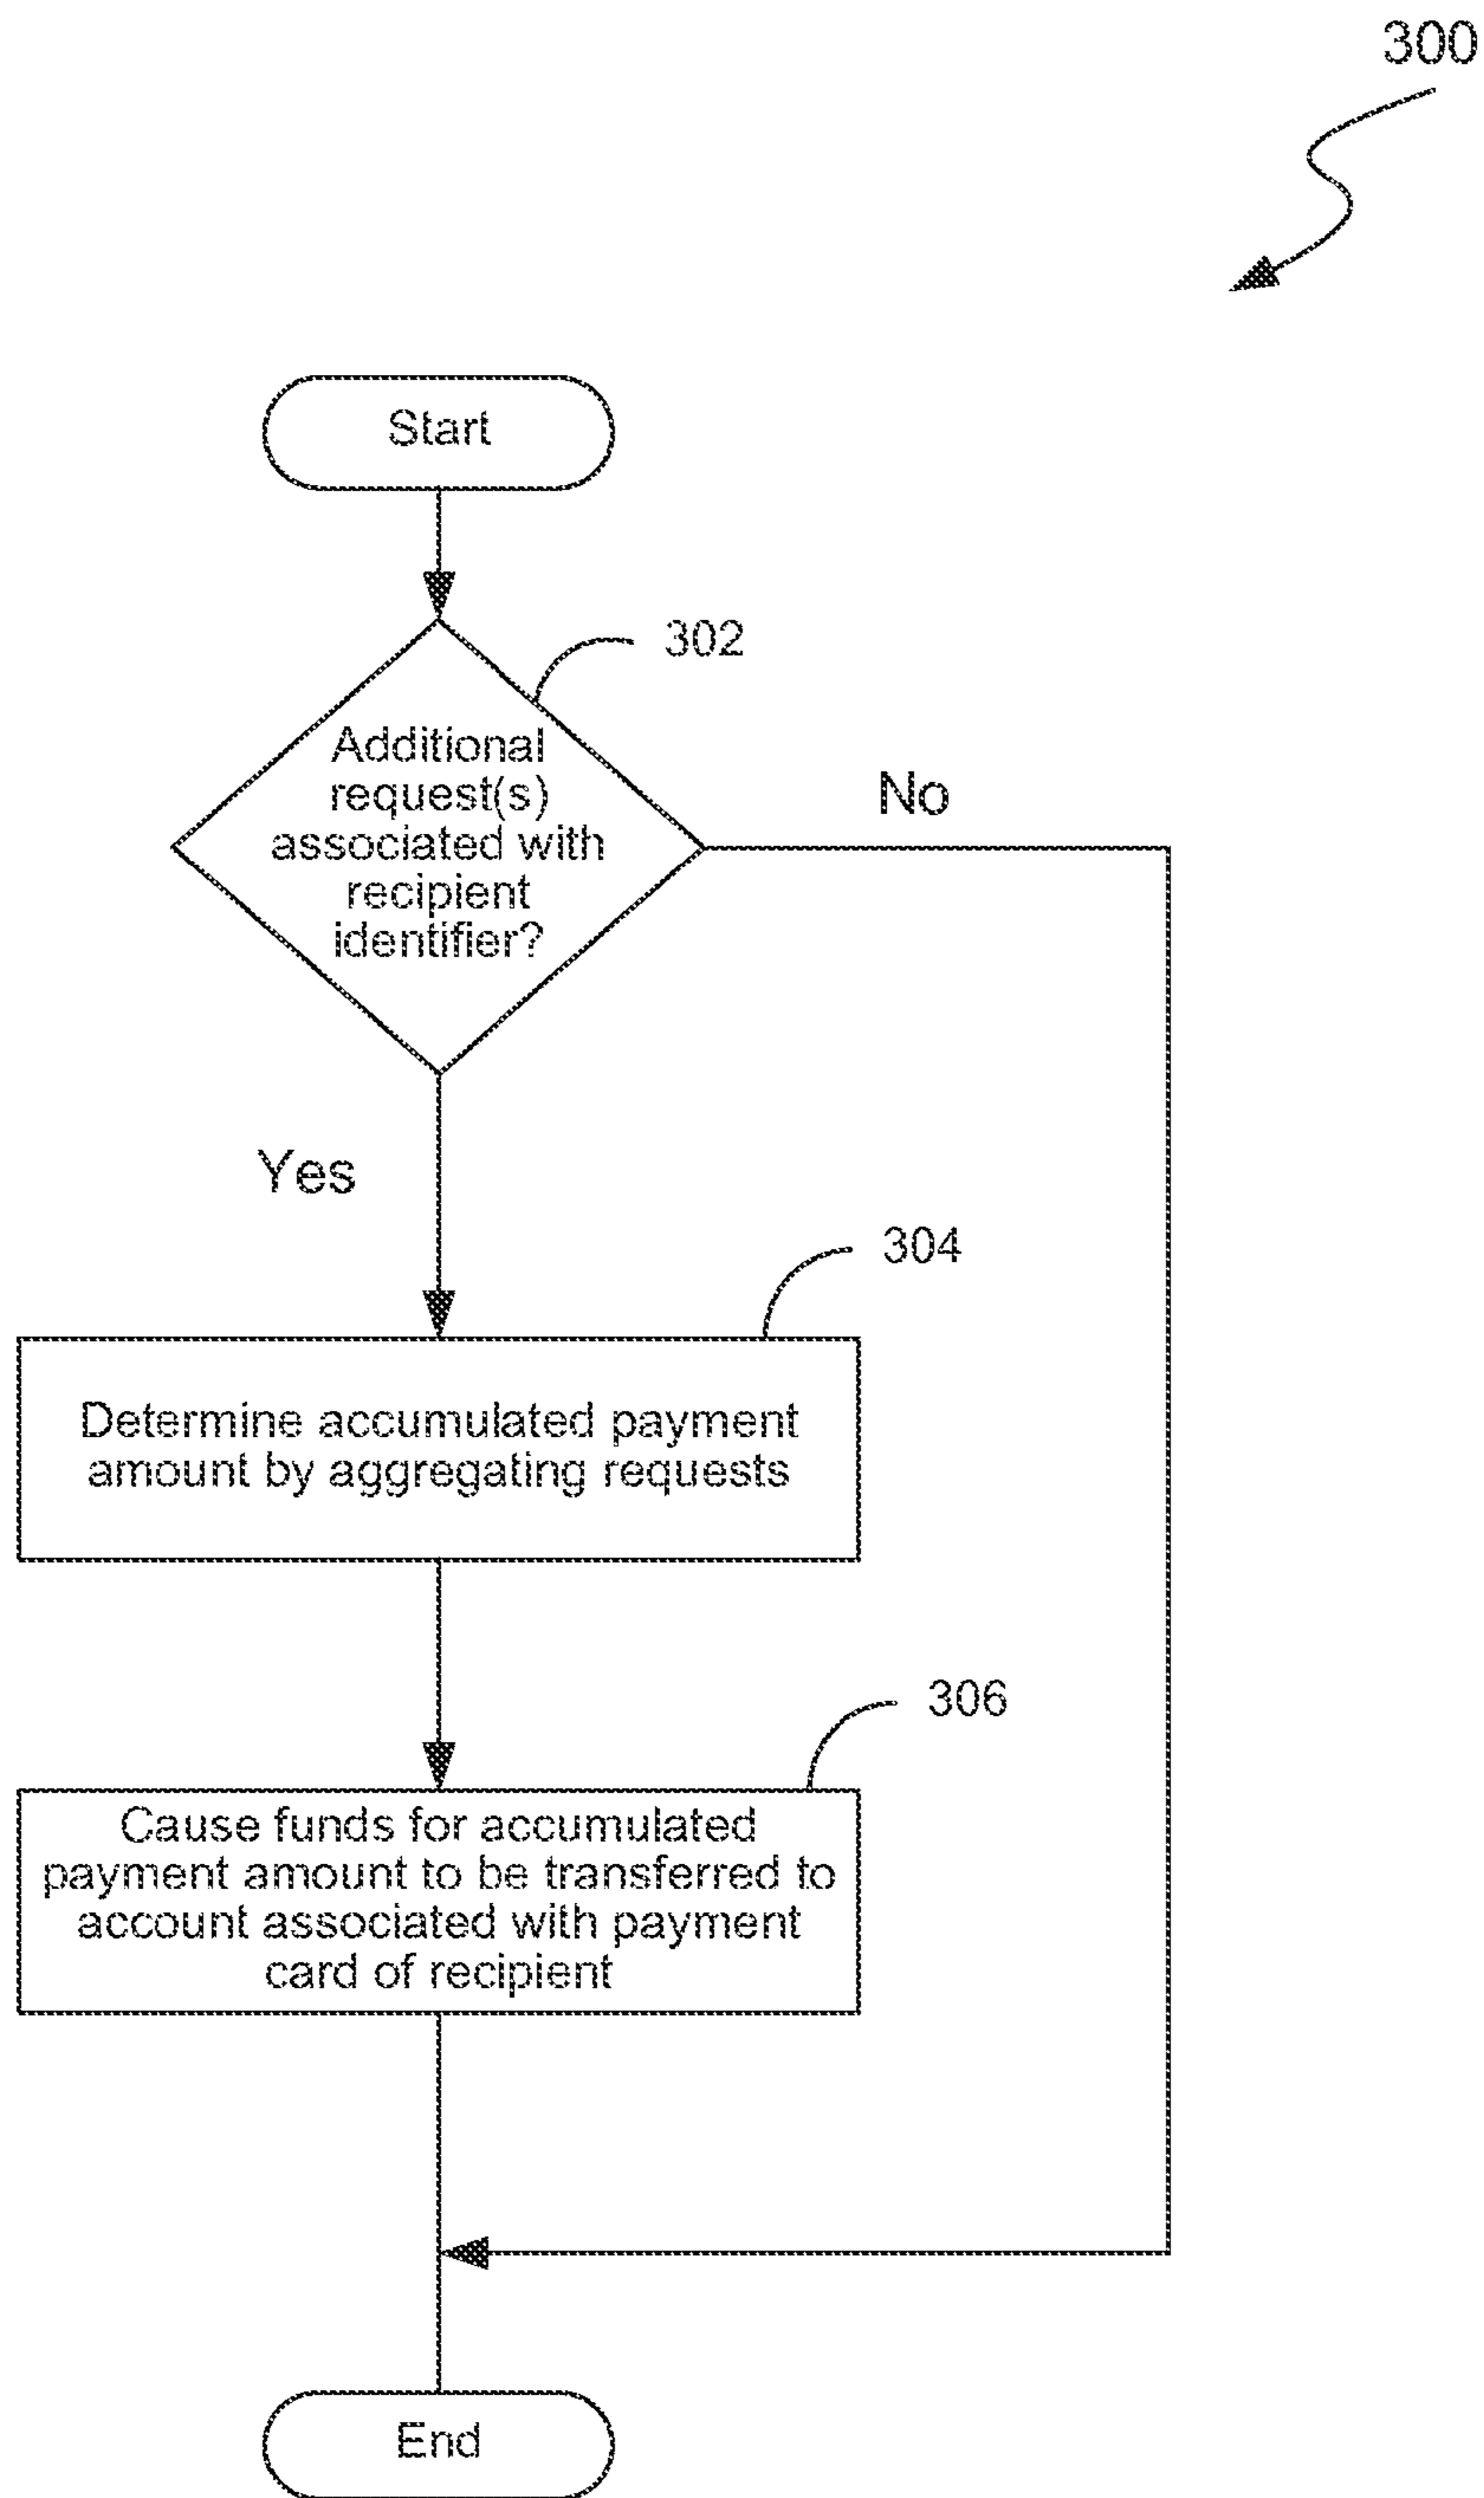 300
Start
302
Additional
request(s)
associated with
recipient
identifier?
No
Yes
304
Determine accumulated payment
amount by aggregating requests
306
Cause funds for accumulated
payment amount to be transferred to
account associated with payment
card of recipient
End